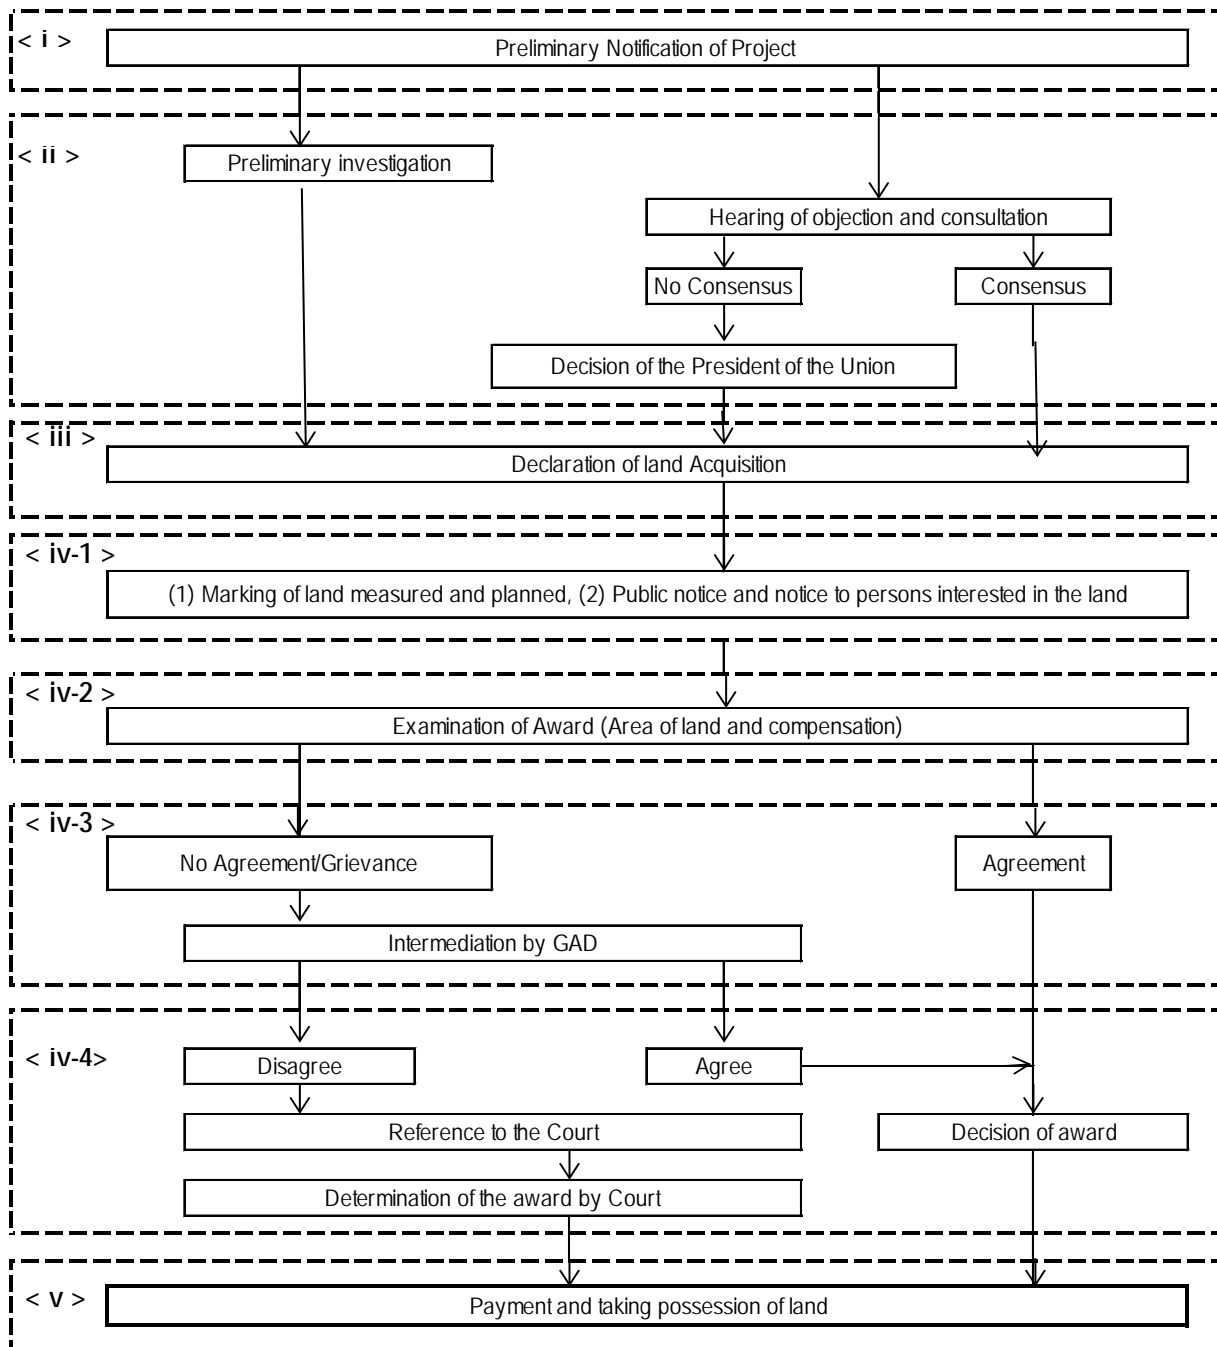 < i >
Preliminary Notification of Project
< ii >
Preliminary investigation
Hearing of objection and consultation
No Consensus
Consensus
Decision of the President of the Union
< iii >
Declaration of land Acquisition
< iv-1 >
(1) Marking of land measured and planned, (2) Public notice and notice to persons interested in the land
< iv-2 >
Examination of Award (Area of land and compensation)
< iv-3 >
No Agreement/Grievance
Agreement
Intermediation by GAD
< iv-4>
Disagree
Agree
Reference to the Court
Decision of award
Determination of the award by Court
< v >
Payment and taking possession of land